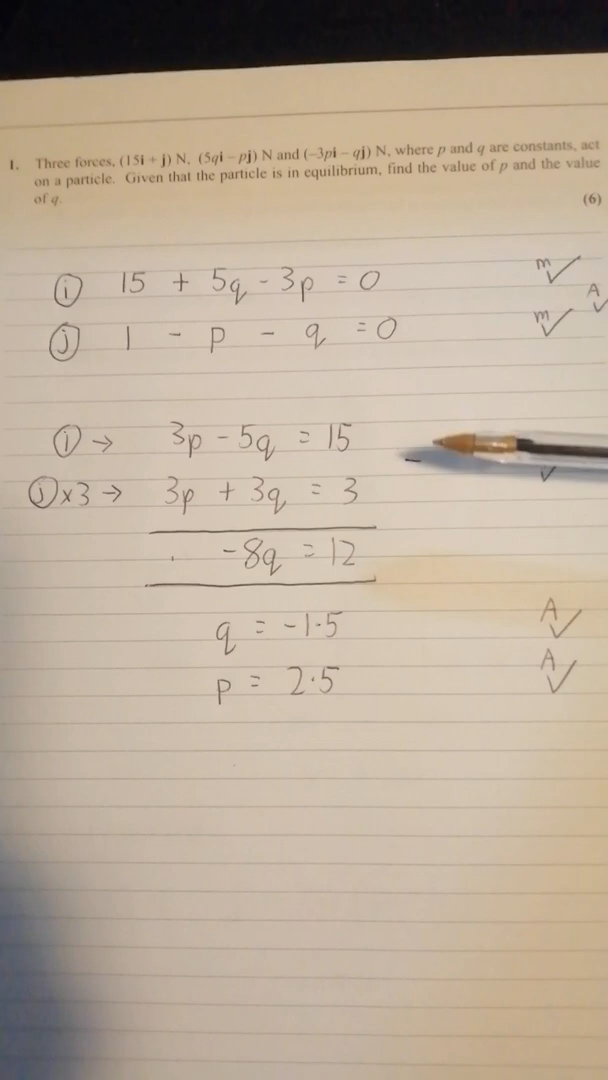 1. Three forces, (15i + j) N, (5qi – pj) N and (–3pi – qj) N, where p and q are constants, act
on a particle. Given that the particle is in equilibrium, find the value of p and the value
of q.
(6)
ⓘ 15 + 5q - 3p = 0 m✓
A✓
ⓙ 1 - p - q = 0 m✓
ⓘ → 3p - 5q = 15
ⓙ×3 → 3p + 3q = 3
-8q = 12
q = -1.5 A✓
p = 2.5 A✓